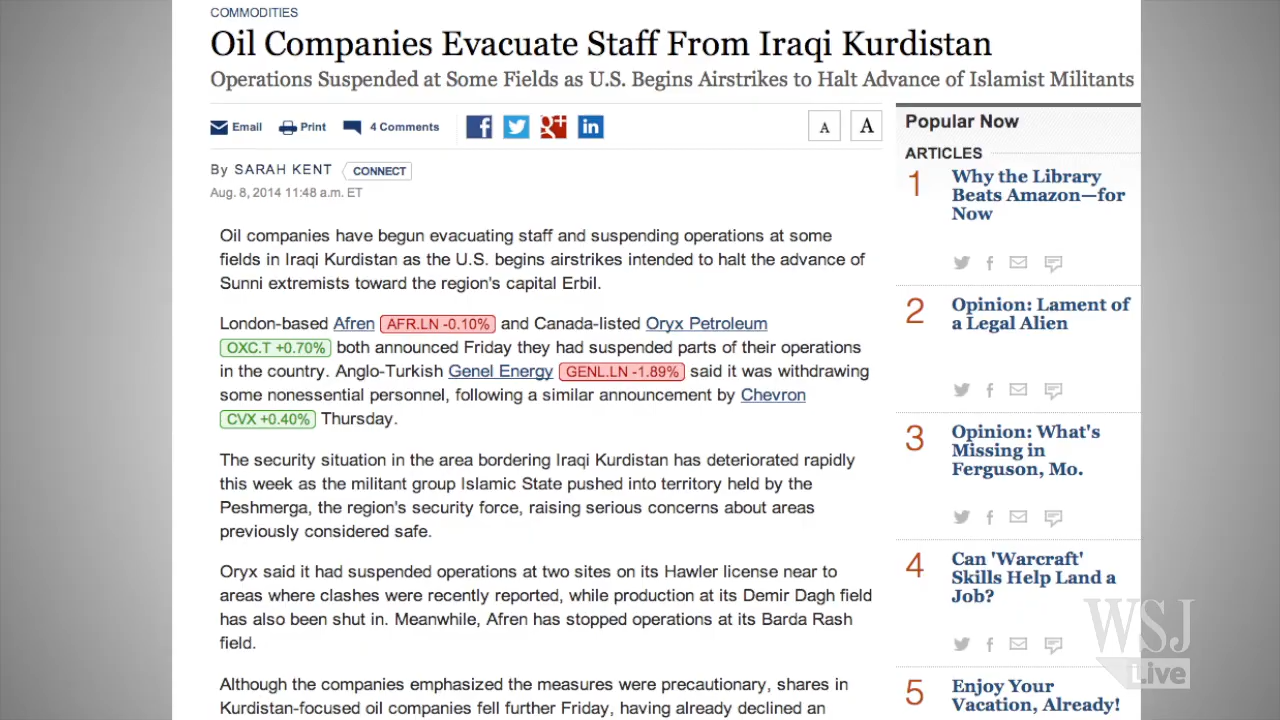 COMMODITIES
Oil Companies Evacuate Staff From Iraqi Kurdistan
Operations Suspended at Some Fields as U.S. Begins Airstrikes to Halt Advance of Islamist Militants
Email Print 4 Comments
A A
By SARAH KENT CONNECT
Aug. 8, 2014 11:48 a.m. ET
Oil companies have begun evacuating staff and suspending operations at some
fields in Iraqi Kurdistan as the U.S. begins airstrikes intended to halt the advance of
Sunni extremists toward the region's capital Erbil.
London-based Afren AFR.LN -0.10% and Canada-listed Oryx Petroleum
OXC.T +0.70% both announced Friday they had suspended parts of their operations
in the country. Anglo-Turkish Genel Energy GENL.LN -1.89% said it was withdrawing
some nonessential personnel, following a similar announcement by Chevron
CVX +0.40% Thursday.
The security situation in the area bordering Iraqi Kurdistan has deteriorated rapidly
this week as the militant group Islamic State pushed into territory held by the
Peshmerga, the region's security force, raising serious concerns about areas
previously considered safe.
Oryx said it had suspended operations at two sites on its Hawler license near to
areas where clashes were recently reported, while production at its Demir Dagh field
has also been shut in. Meanwhile, Afren has stopped operations at its Barda Rash
field.
Although the companies emphasized the measures were precautionary, shares in
Kurdistan-focused oil companies fell further Friday, having already declined an
Popular Now
ARTICLES
1 Why the Library
Beats Amazon—for
Now
2 Opinion: Lament of
a Legal Alien
3 Opinion: What's
Missing in
Ferguson, Mo.
4 Can 'Warcraft'
Skills Help Land a
Job?
5 Enjoy Your
Vacation, Already!
WSJ
Live